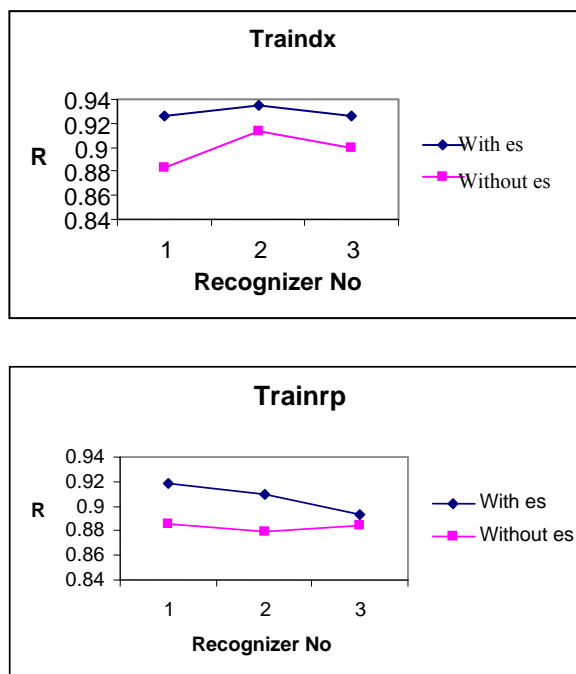 Traindx
0.94
0.92
0.9
0.88
0.86
0.84
R
1 2 3
Recognizer No
With es
Without es
Trainrp
0.94
0.92
0.9
0.88
0.86
0.84
R
1 2 3
Recognizer No
With es
Without es